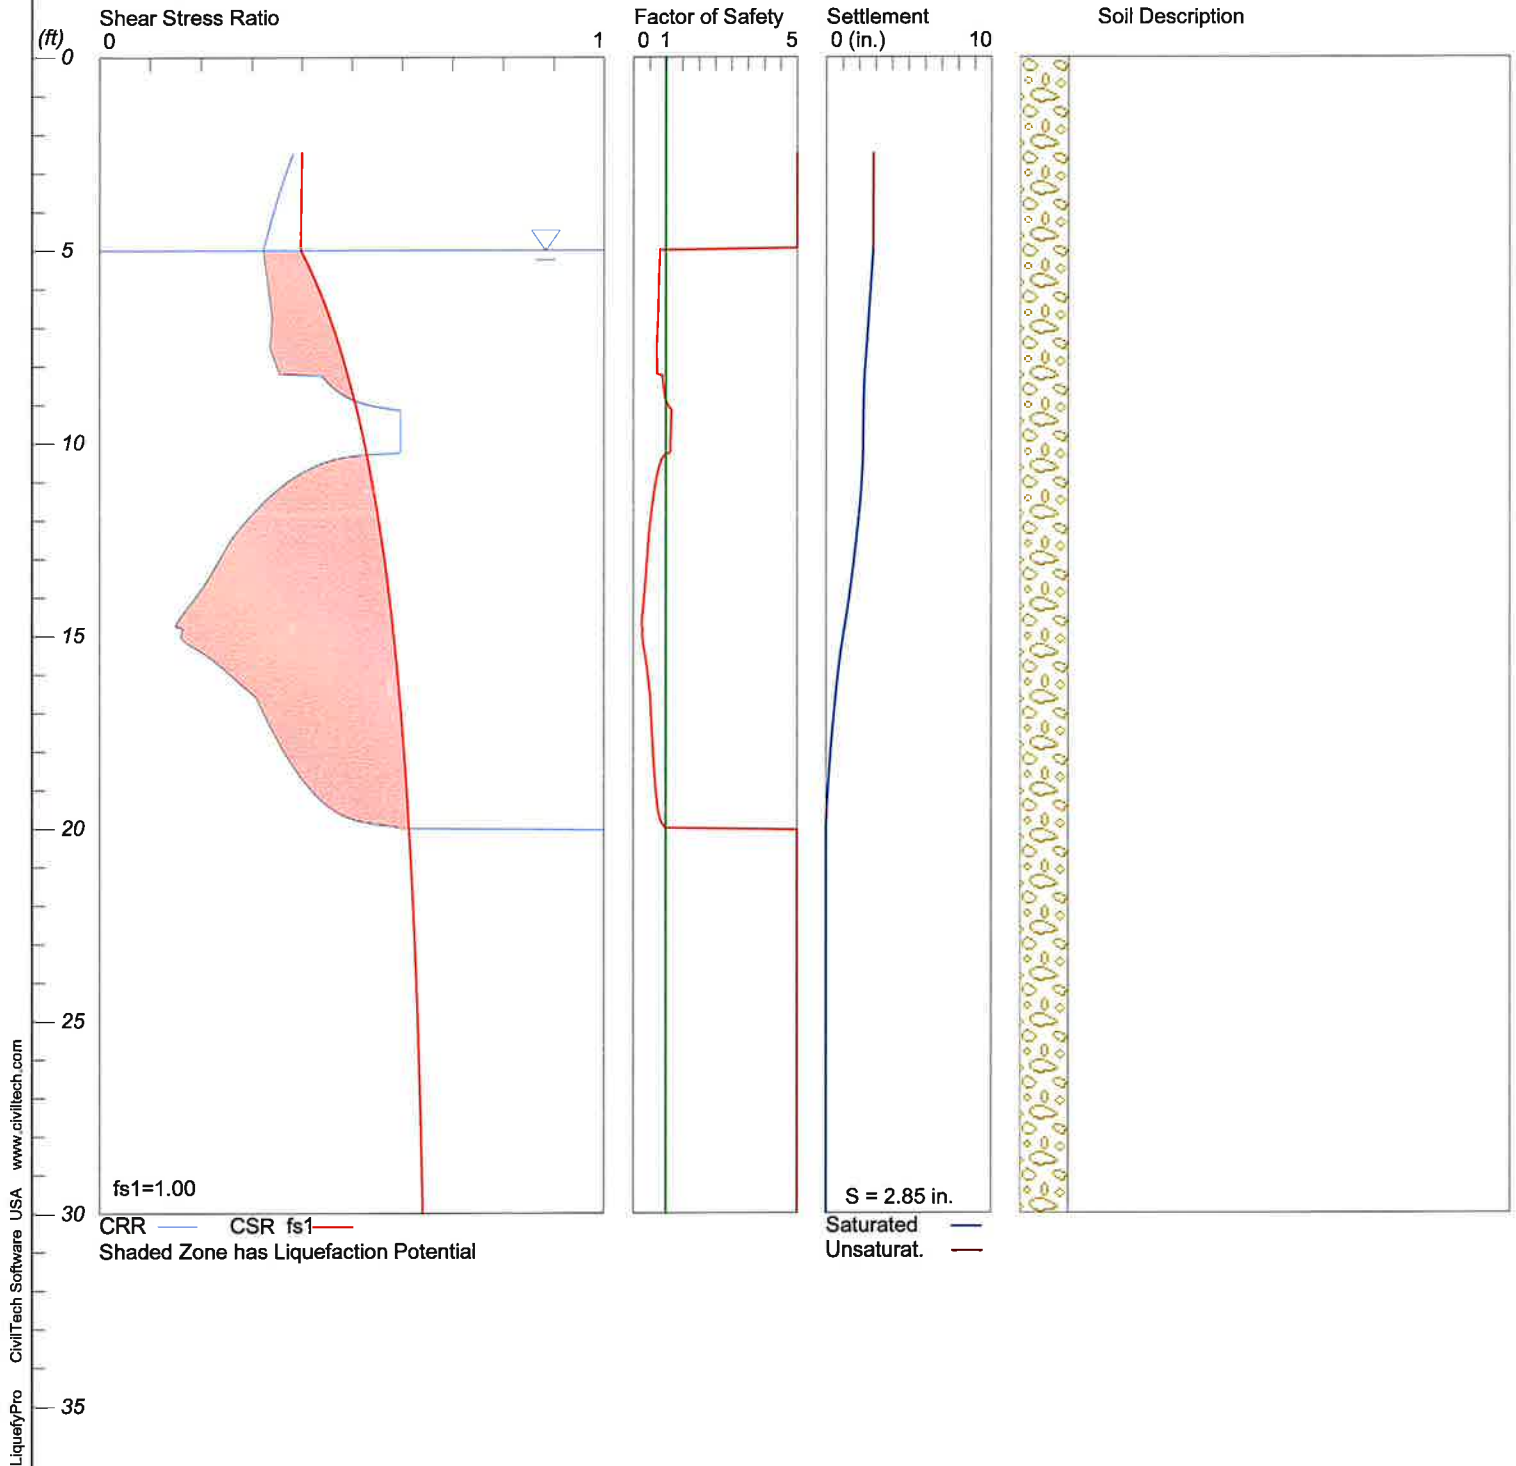 Shear Stress Ratio
Factor of Safety
Settlement
Soil Description
(ft)
0
1
0 1
5
0 (in.)
10
0
5
10
15
20
25
30
35
fs1=1.00
S = 2.85 in.
CRR
CSR fs1
Shaded Zone has Liquefaction Potential
Saturated
Unsaturat.
LiquefyPro CivilTech Software USA www.civiltech.com